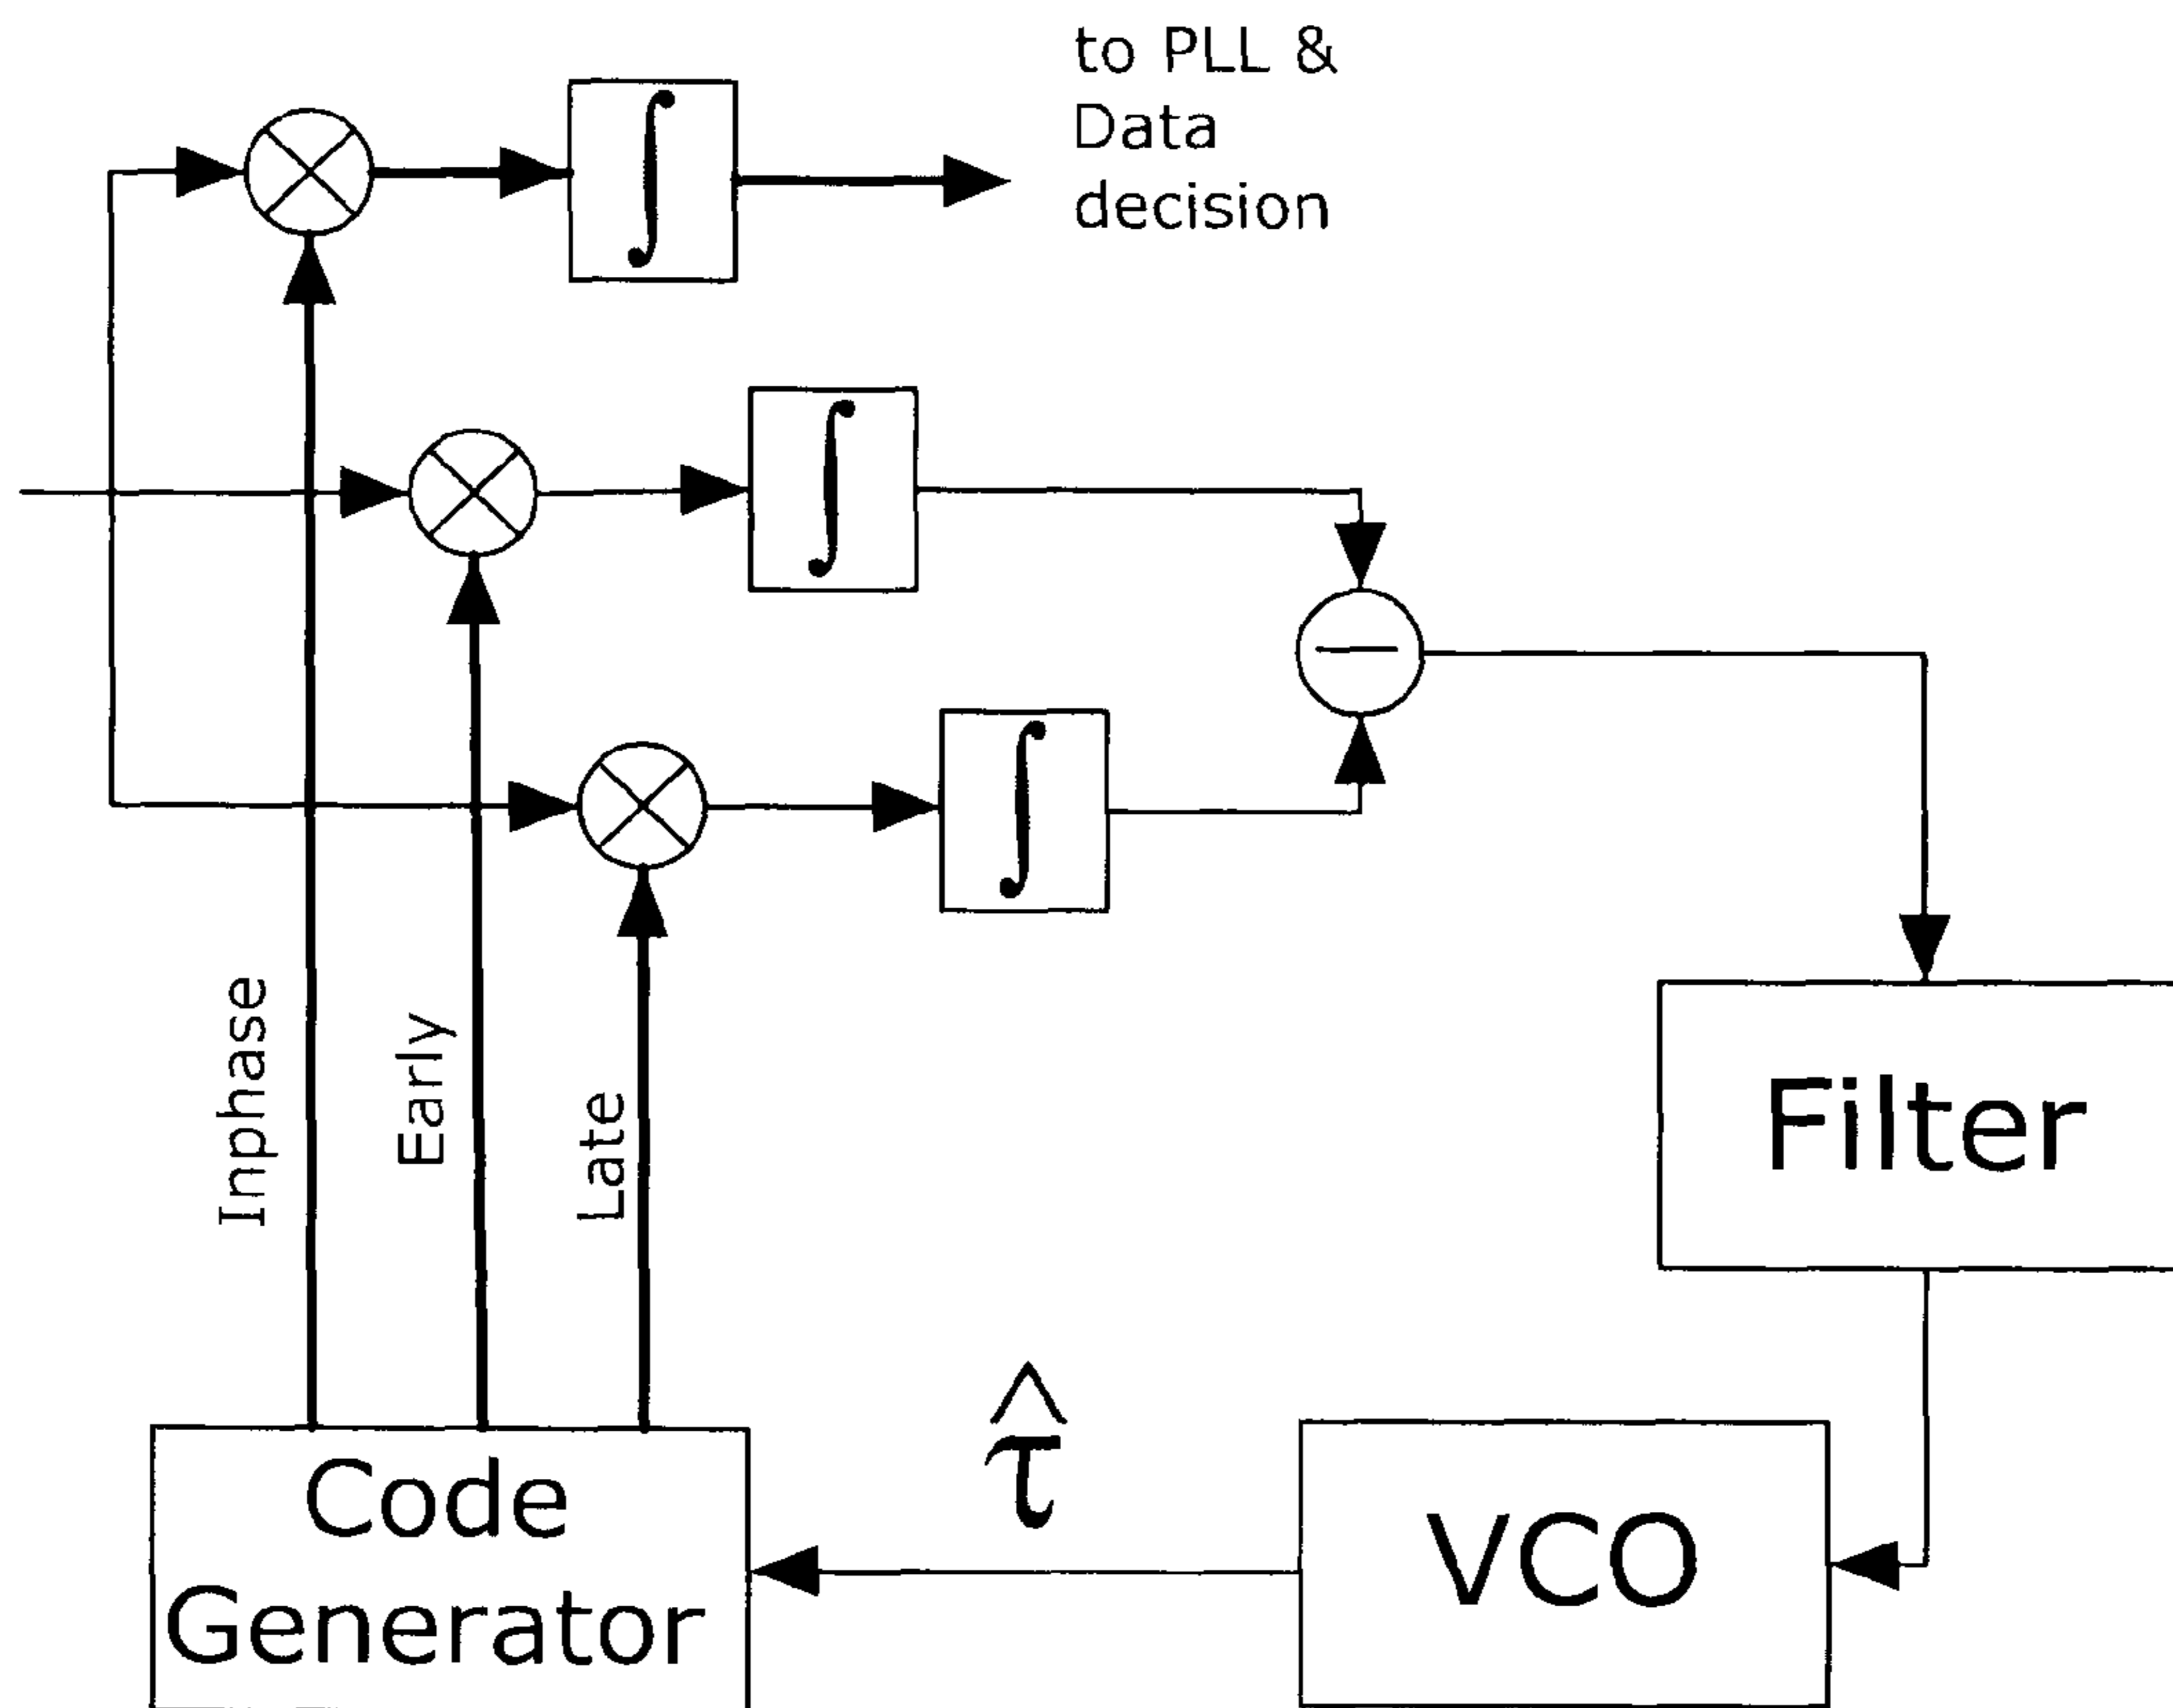 to PLL &
Data
decision
∫
∫
∫
—
Inphase
Early
Late
Filter
Code
Generator
τ̂
VCO